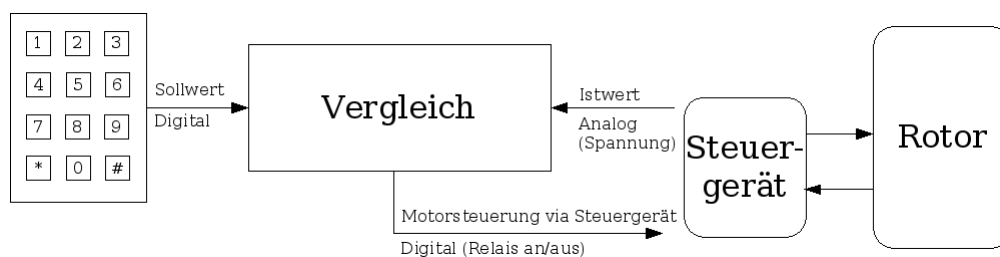 1 2 3
4 5 6
7 8 9
* 0 #
Sollwert
Digital
Vergleich
Istwert
Analog
(Spannung)
Motorsteuerung via Steuergerät
Digital (Relais an/aus)
Steuer-
gerät
Rotor